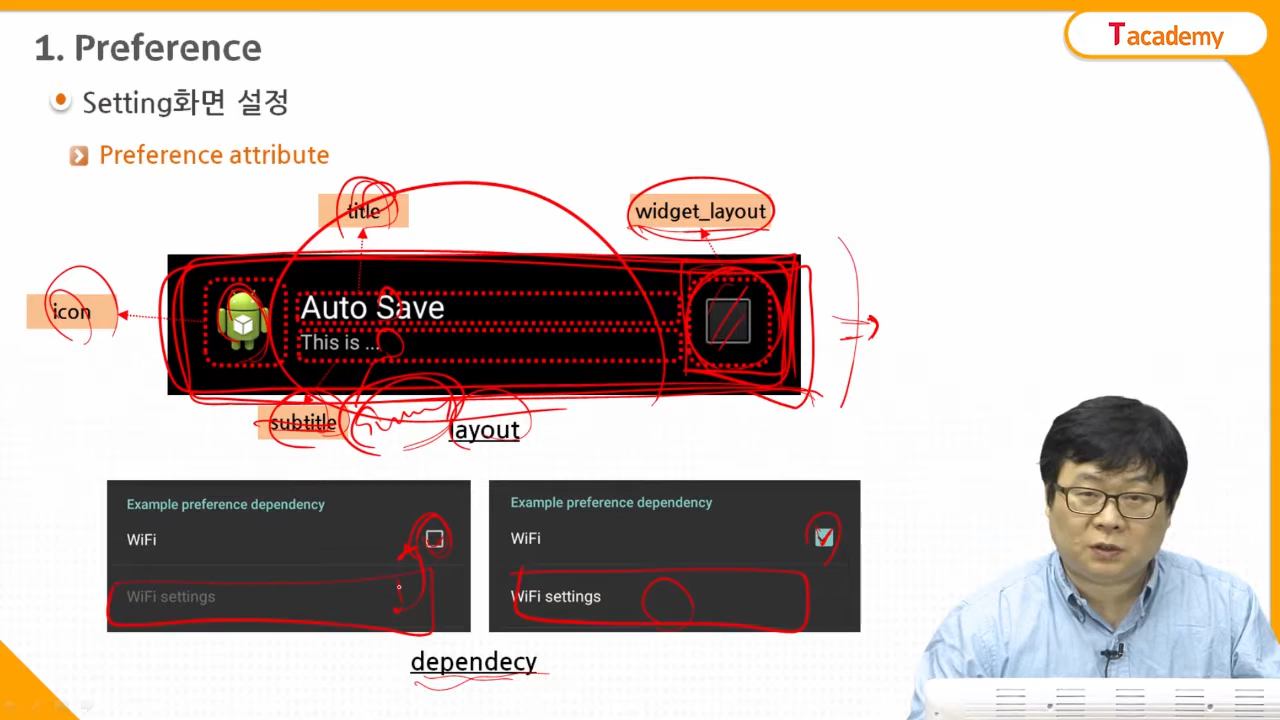 1. Preference
Tacademy
Setting화면 설정
Preference attribute
title
widget_layout
icon
Auto Save
This is ...
subtitle
layout
Example preference dependency
WiFi
WiFi settings
Example preference dependency
WiFi
WiFi settings
dependecy